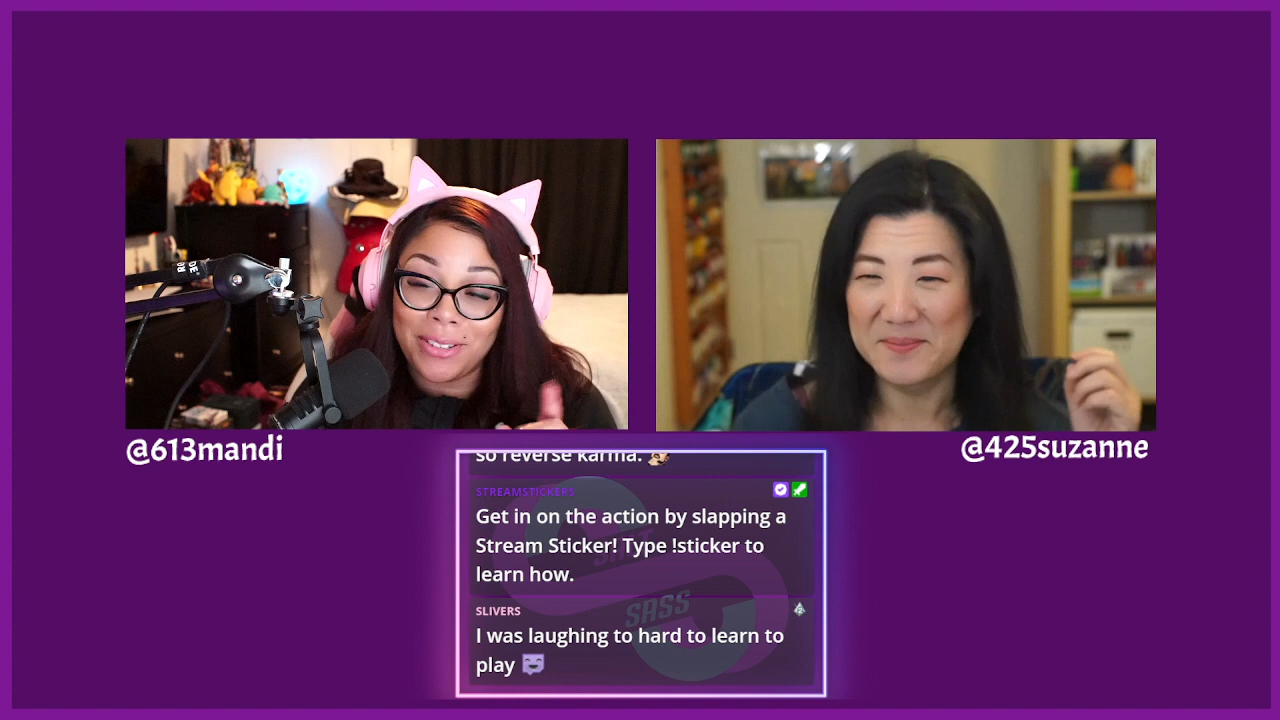 @613mandi
@425suzanne
so reverse karma.
STREAMSTICKERS
Get in on the action by slapping a
Stream Sticker! Type !sticker to
learn how.
SLIVERS
I was laughing to hard to learn to
play
SASS